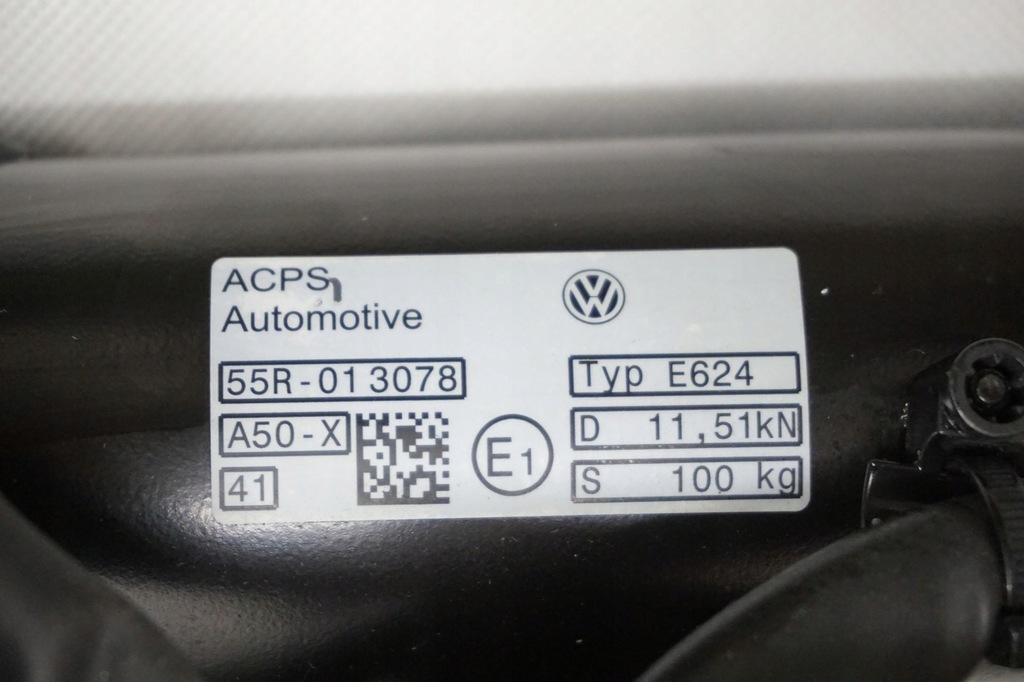 ACPS
Automotive
55R-01 3078
A50-X
41
E1
Typ E624
D 11,51kN
S 100 kg